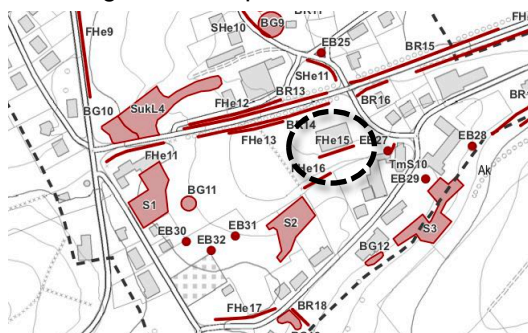 SHe10
BG9
FHe9
EB25
BR15
SHe11
BG10
SukL4
FHe12
BR13
BR16
BR14
FHe11
FHe13
FHe15
EB27
EB28
TmS10
EB29
Ak
S1
BG11
S2
S3
EB30
EB31
EB32
BG12
FHe17
BR18